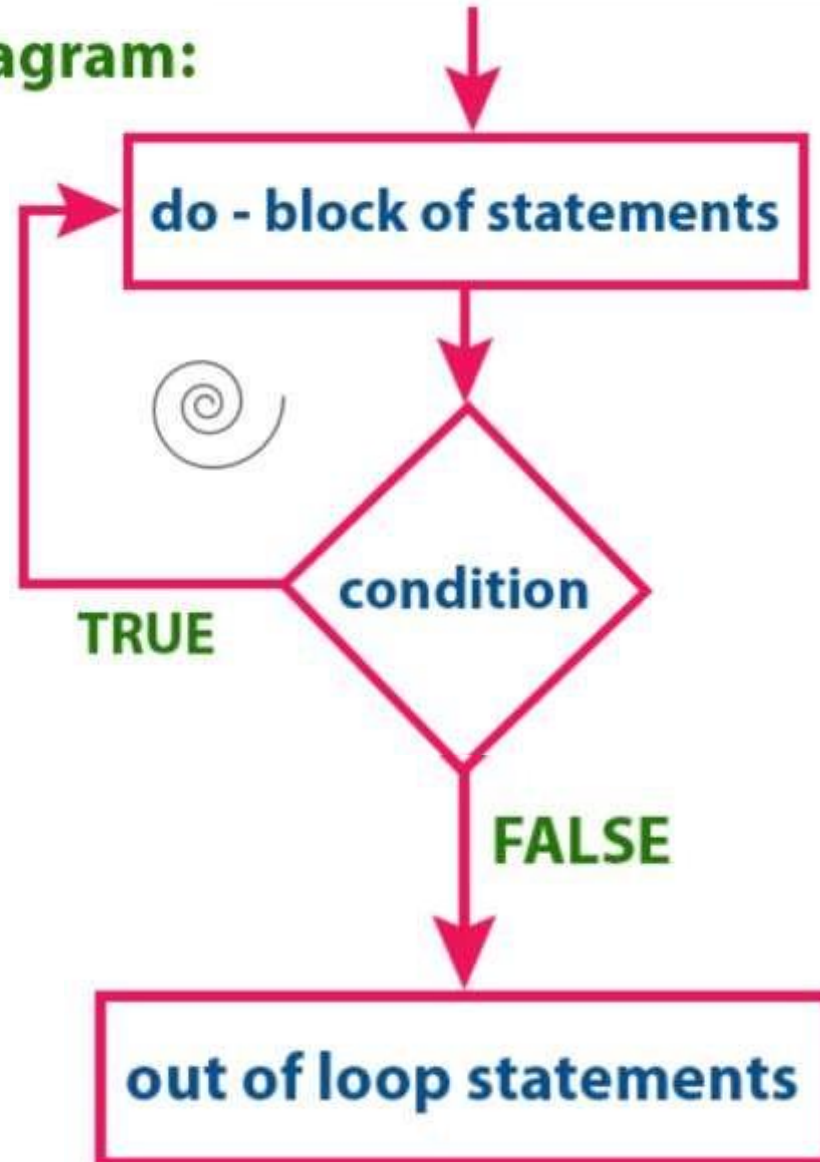 agram:
do - block of statements
condition
TRUE
FALSE
out of loop statements